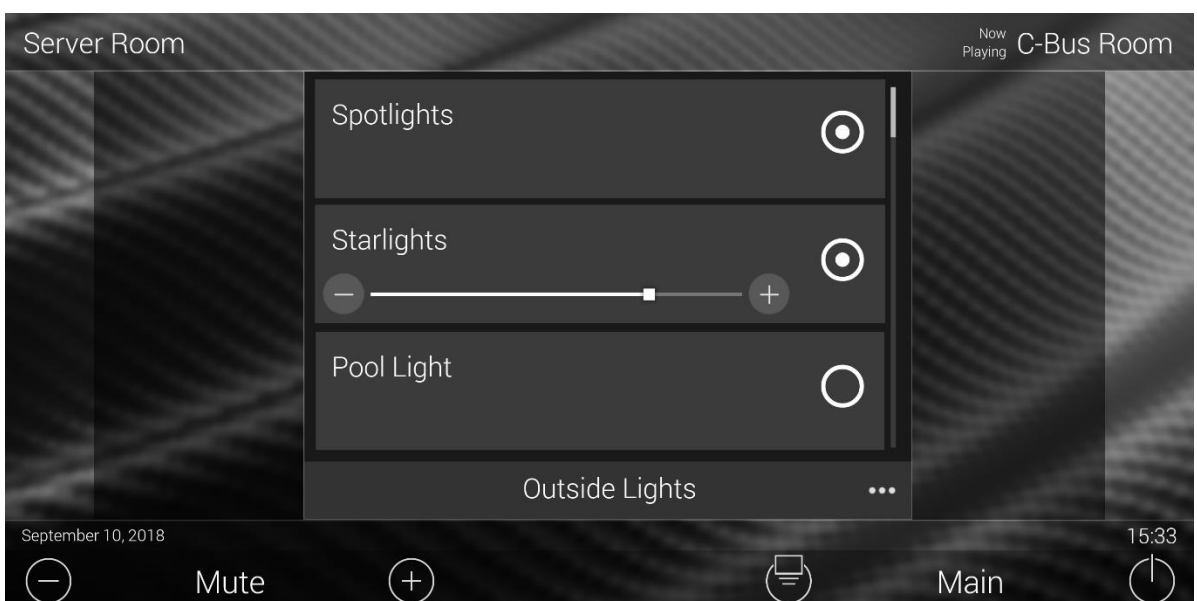 Server Room
Now
Playing
C-Bus Room
Spotlights
Starlights
Pool Light
Outside Lights
September 10, 2018
15:33
Mute
Main